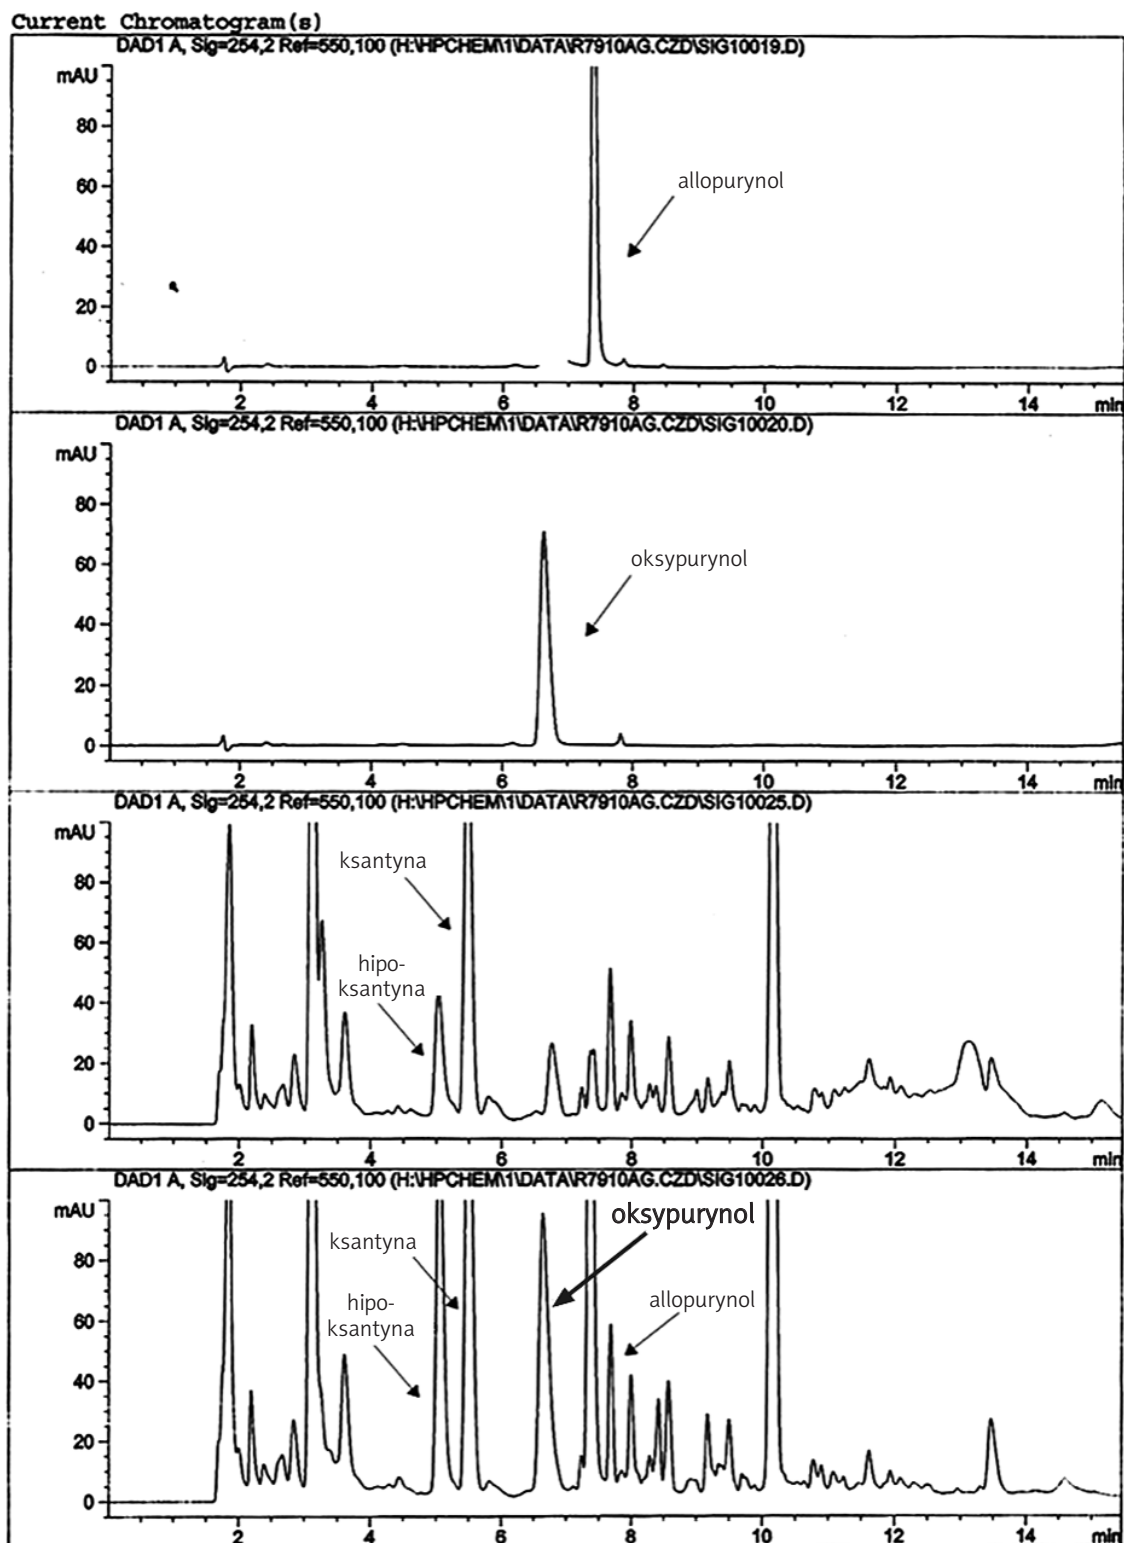 Current Chromatogram(s)
DAD1 A, Sig=254,2 Ref=550,100 (H:\HPCHEM\1\DATA\R7910AG.CZD\SIG10019.D)
mAU
allopurynol
80
60
40
20
0
2 4 6 8 10 12 14 min
DAD1 A, Sig=254,2 Ref=550,100 (H:\HPCHEM\1\DATA\R7910AG.CZD\SIG10020.D)
mAU
oksypurynol
80
60
40
20
0
2 4 6 8 10 12 14 min
DAD1 A, Sig=254,2 Ref=550,100 (H:\HPCHEM\1\DATA\R7910AG.CZD\SIG10025.D)
mAU
ksantyna
hipo-
ksantyna
80
60
40
20
0
2 4 6 8 10 12 14 min
DAD1 A, Sig=254,2 Ref=550,100 (H:\HPCHEM\1\DATA\R7910AG.CZD\SIG10026.D)
mAU
oksypurynol
ksantyna
hipo-
ksantyna
allopurynol
80
60
40
20
0
2 4 6 8 10 12 14 min